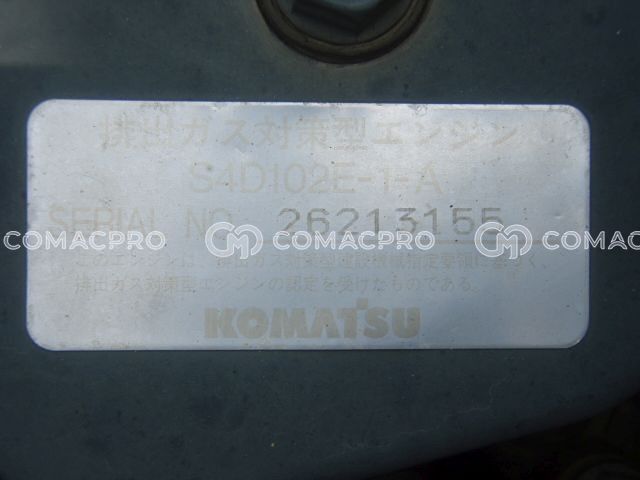 排出ガス対策型エンジン
S4D102E-1-A
SERIAL NO. 26213155
COMACPRO COMACPRO COMACPRO
排出ガス対策型エンジンの認定を受けたものである。
KOMATSU